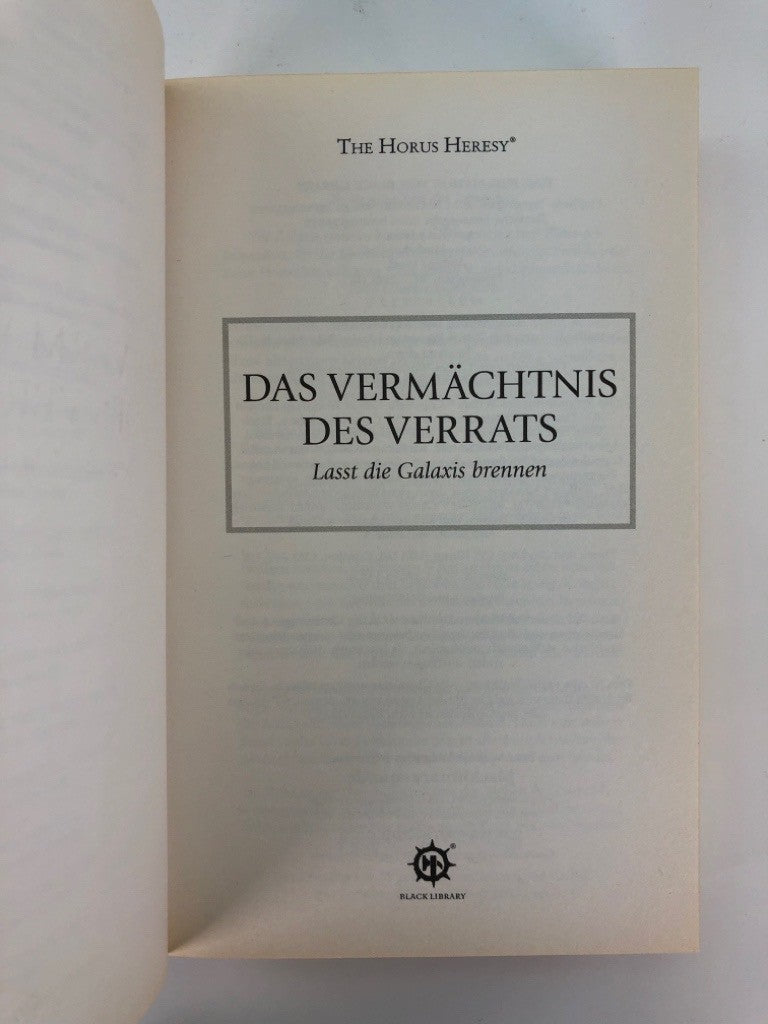 THE HORUS HERESY®
DAS VERMÄCHTNIS
DES VERRATS
Lasst die Galaxis brennen
®
BLACK LIBRARY